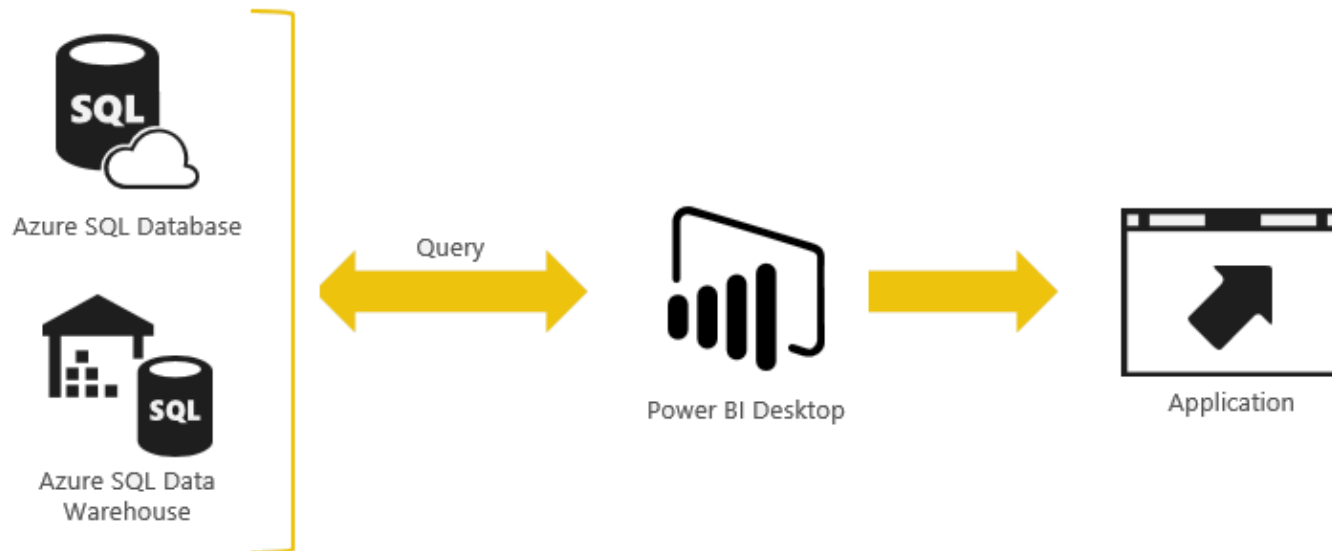 SQL
Azure SQL Database
SQL
Azure SQL Data
Warehouse
Query
Power BI Desktop
Application